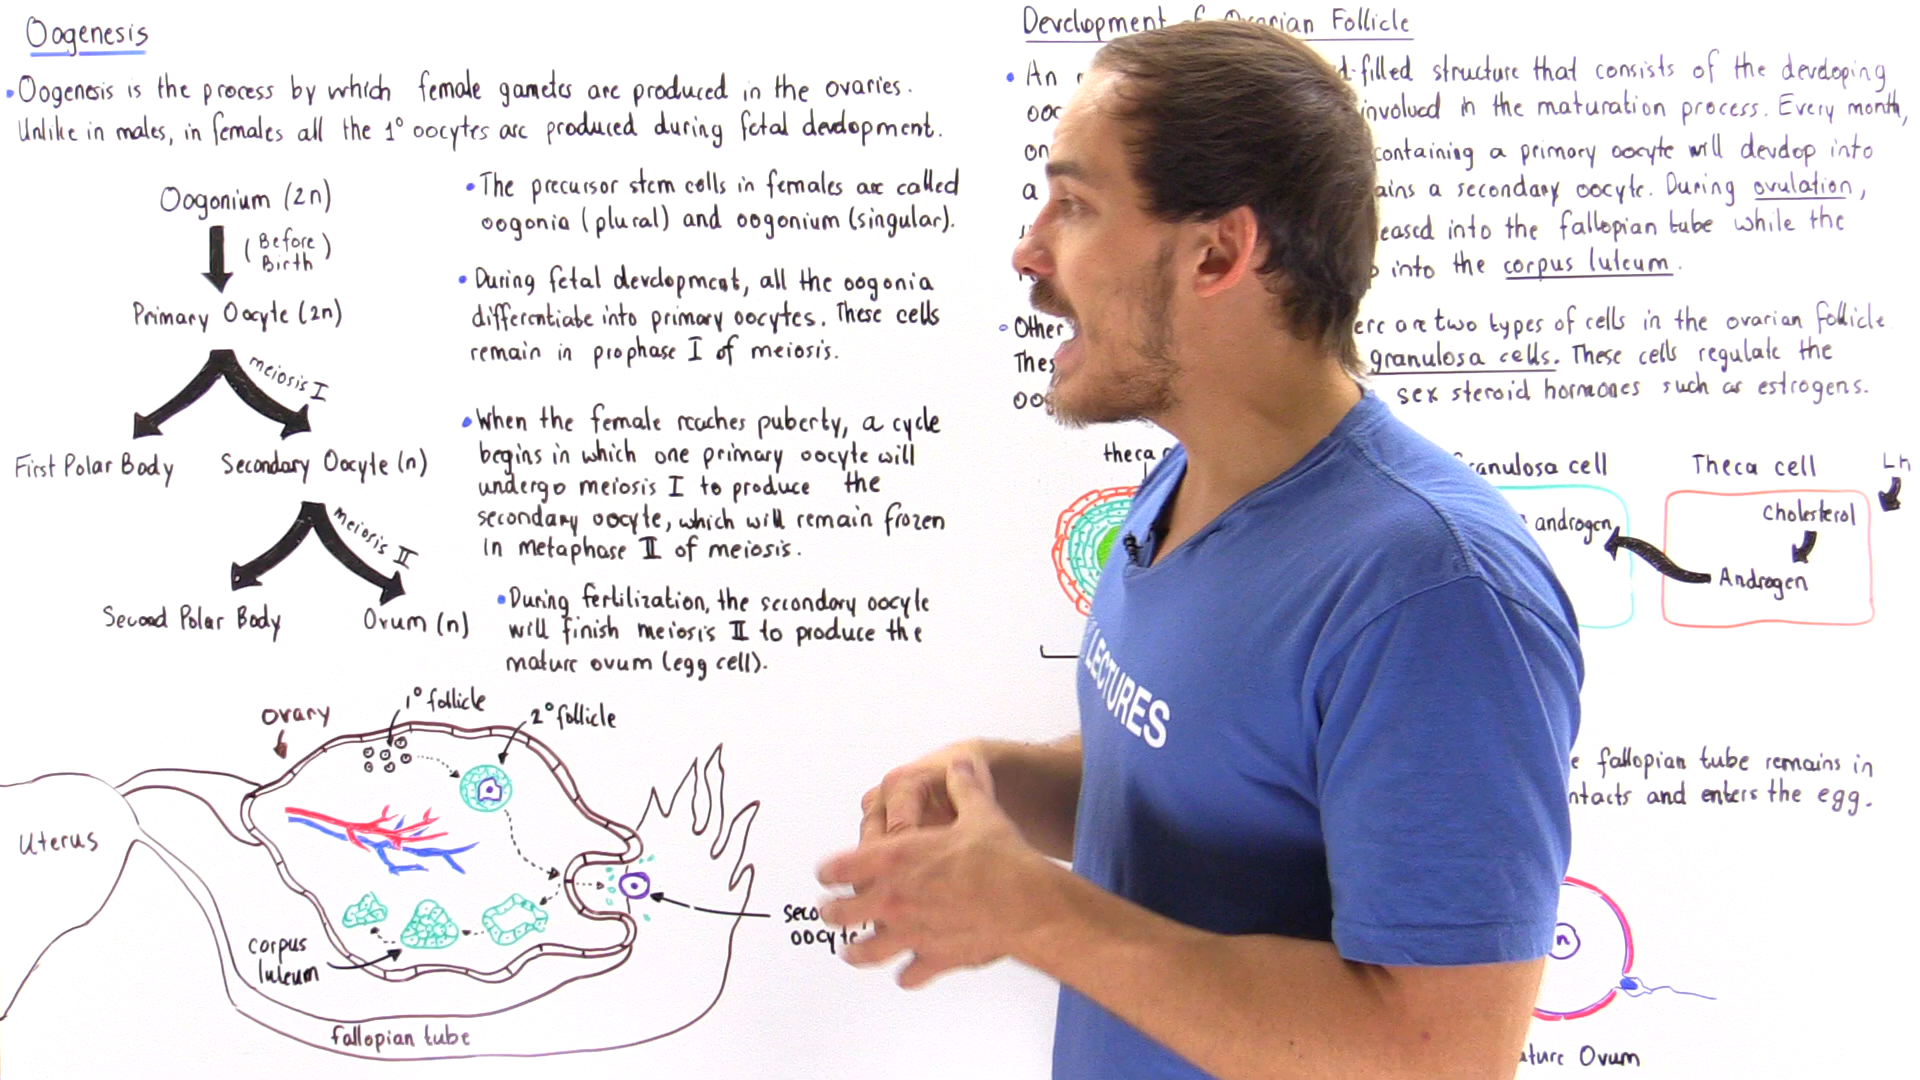 Oogenesis
• Oogenesis is the process by which female gametes are produced in the ovaries.
Unlike in males, in females all the 1° oocytes are produced during fetal development.
Oogonium (2n)
(Before Birth)
Primary Oocyte (2n)
meiosis I
First Polar Body
Secondary Oocyte (n)
meiosis II
Second Polar Body
Ovum (n)
• The precursor stem cells in females are called
oogonia (plural) and oogonium (singular).
• During fetal development, all the oogonia
differentiate into primary oocytes. These cells
remain in prophase I of meiosis.
• When the female reaches puberty, a cycle
begins in which one primary oocyte will
undergo meiosis I to produce the
secondary oocyte, which will remain frozen
in metaphase II of meiosis.
• During fertilization, the secondary oocyte
will finish meiosis II to produce the
mature ovum (egg cell).
ovary
1° follicle
2° follicle
Uterus
corpus
luteum
fallopian tube
oocyte
Development of Ovarian Follicle
• An
filled structure that consists of the developing
involved in the maturation process. Every month,
on
containing a primary oocyte will develop into
a
ains a secondary oocyte. During ovulation,
eased into the fallopian tube while the
into the corpus luteum.
• Other
ere are two types of cells in the ovarian follicle.
Thes
granulosa cells. These cells regulate the
sex steroid hormones such as estrogens.
theca
Granulosa cell
androgen
Theca cell
Cholesterol
Androgen
LH
LECTURES
fallopian tube remains in
ntacts and enters the egg.
n
ature Ovum